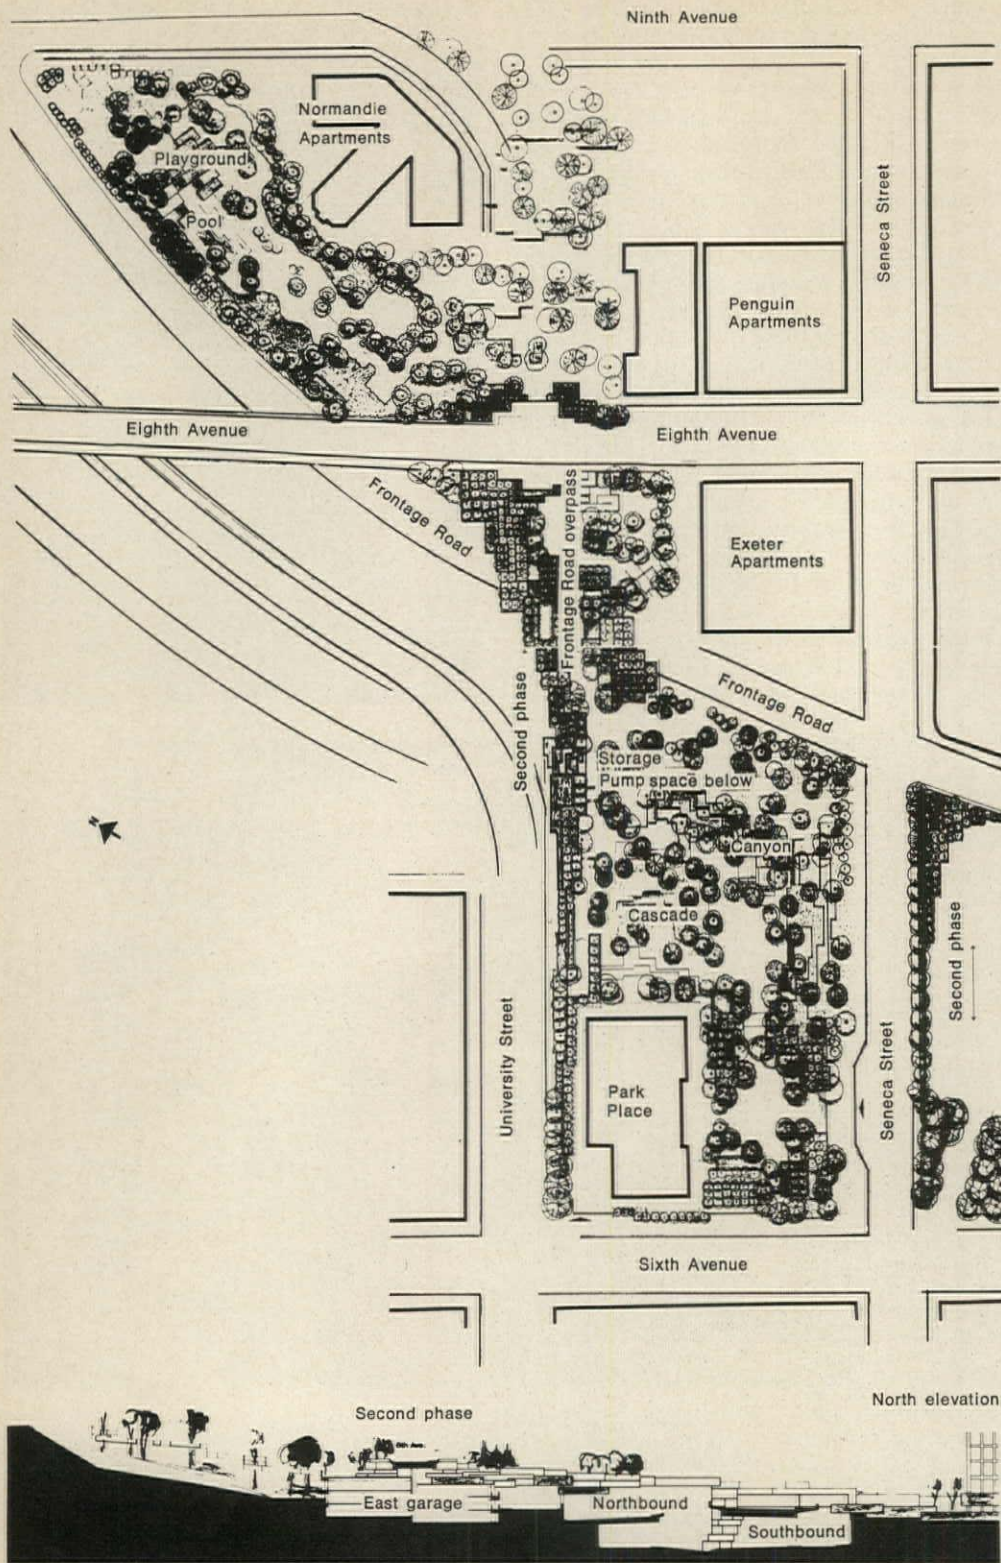 Ninth Avenue
Normandie
Apartments
Playground
Pool
Seneca Street
Penguin
Apartments
Eighth Avenue
Eighth Avenue
Frontage Road
Frontage Road overpass
Exeter
Apartments
Second phase
Frontage Road
Storage
Pump space below
Canyon
Cascade
Second phase
N
University Street
Park
Place
Seneca Street
Sixth Avenue
North elevation
Second phase
8th Ave.
East garage
Northbound
Southbound